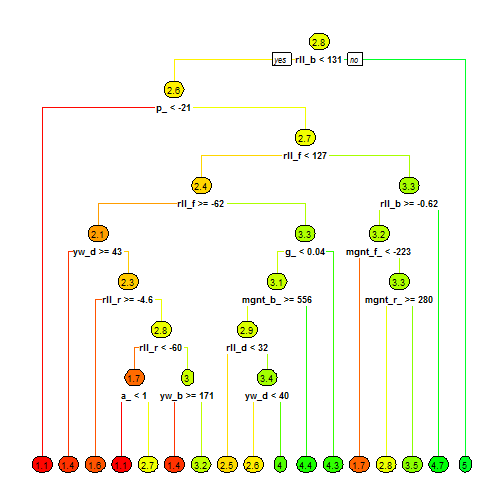 2.8
yes rll_b < 131 no
2.6
p_ < -21
2.7
rll_f < 127
2.4 3.3
rll_f >= -62 rll_b >= -0.62
2.1 3.3 3.2
yw_d >= 43 g_ < 0.04 mgnt_f_ < -223
2.3 3.1 3.3
rll_r >= -4.6 mgnt_b_ >= 556 mgnt_r_ >= 280
2.8 2.9
rll_r < -60 rll_d < 32
1.7 3 3.4
a_ < 1 yw_b >= 171 yw_d < 40
1.1 1.4 1.6 1.1 2.7 1.4 3.2 2.5 2.6 4 4.4 4.3 1.7 2.8 3.5 4.7 5